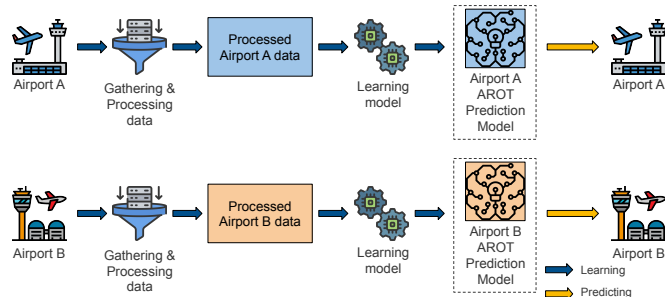 Airport A
Gathering &
Processing
data
Processed
Airport A data
Learning
model
Airport A
AROT
Prediction
Model
Airport A
Airport B
Gathering &
Processing
data
Processed
Airport B data
Learning
model
Airport B
AROT
Prediction
Model
Airport B
Learning
Predicting